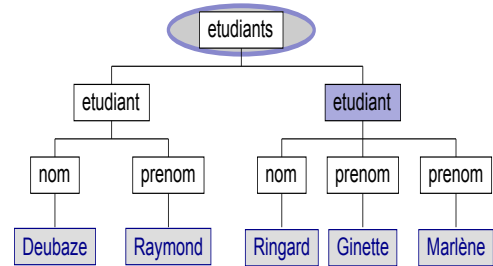 etudiants
etudiant etudiant
nom prenom nom prenom prenom
Deubaze Raymond Ringard Ginette Marlène